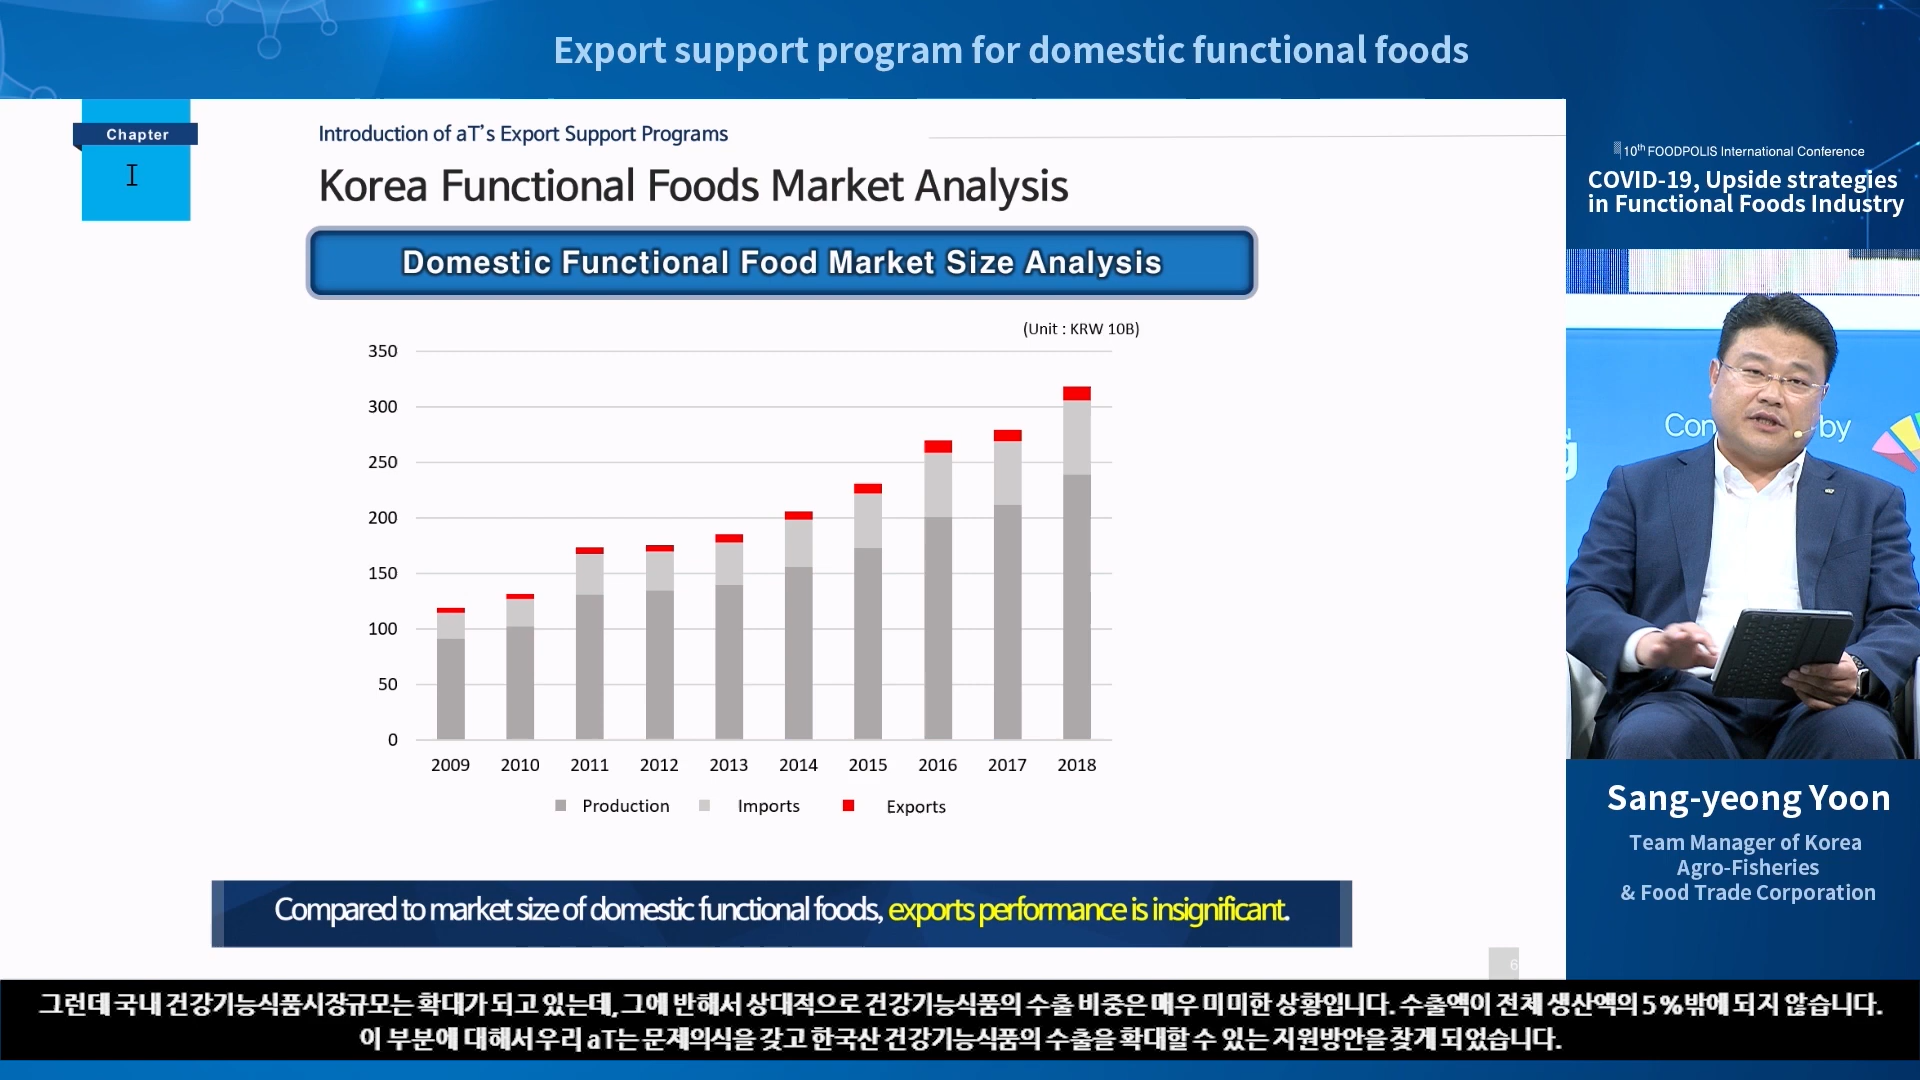 Export support program for domestic functional foods
Chapter
I
Introduction of aT's Export Support Programs
Korea Functional Foods Market Analysis
Domestic Functional Food Market Size Analysis
(Unit : KRW 10B)
350
300
250
200
150
100
50
0
2009 2010 2011 2012 2013 2014 2015 2016 2017 2018
Production Imports Exports
Compared to market size of domestic functional foods, exports performance is insignificant.
6
10th FOODPOLIS International Conference
COVID-19, Upside strategies
in Functional Foods Industry
Con by
Sang-yeong Yoon
Team Manager of Korea
Agro-Fisheries
& Food Trade Corporation
그런데 국내 건강기능식품시장규모는 확대가 되고 있는데, 그에 반해서 상대적으로 건강기능식품의 수출 비중은 매우 미미한 상황입니다. 수출액이 전체 생산액의 5%밖에 되지 않습니다.
이 부분에 대해서 우리 aT는 문제의식을 갖고 한국산 건강기능식품의 수출을 확대할 수 있는 지원방안을 찾게 되었습니다.